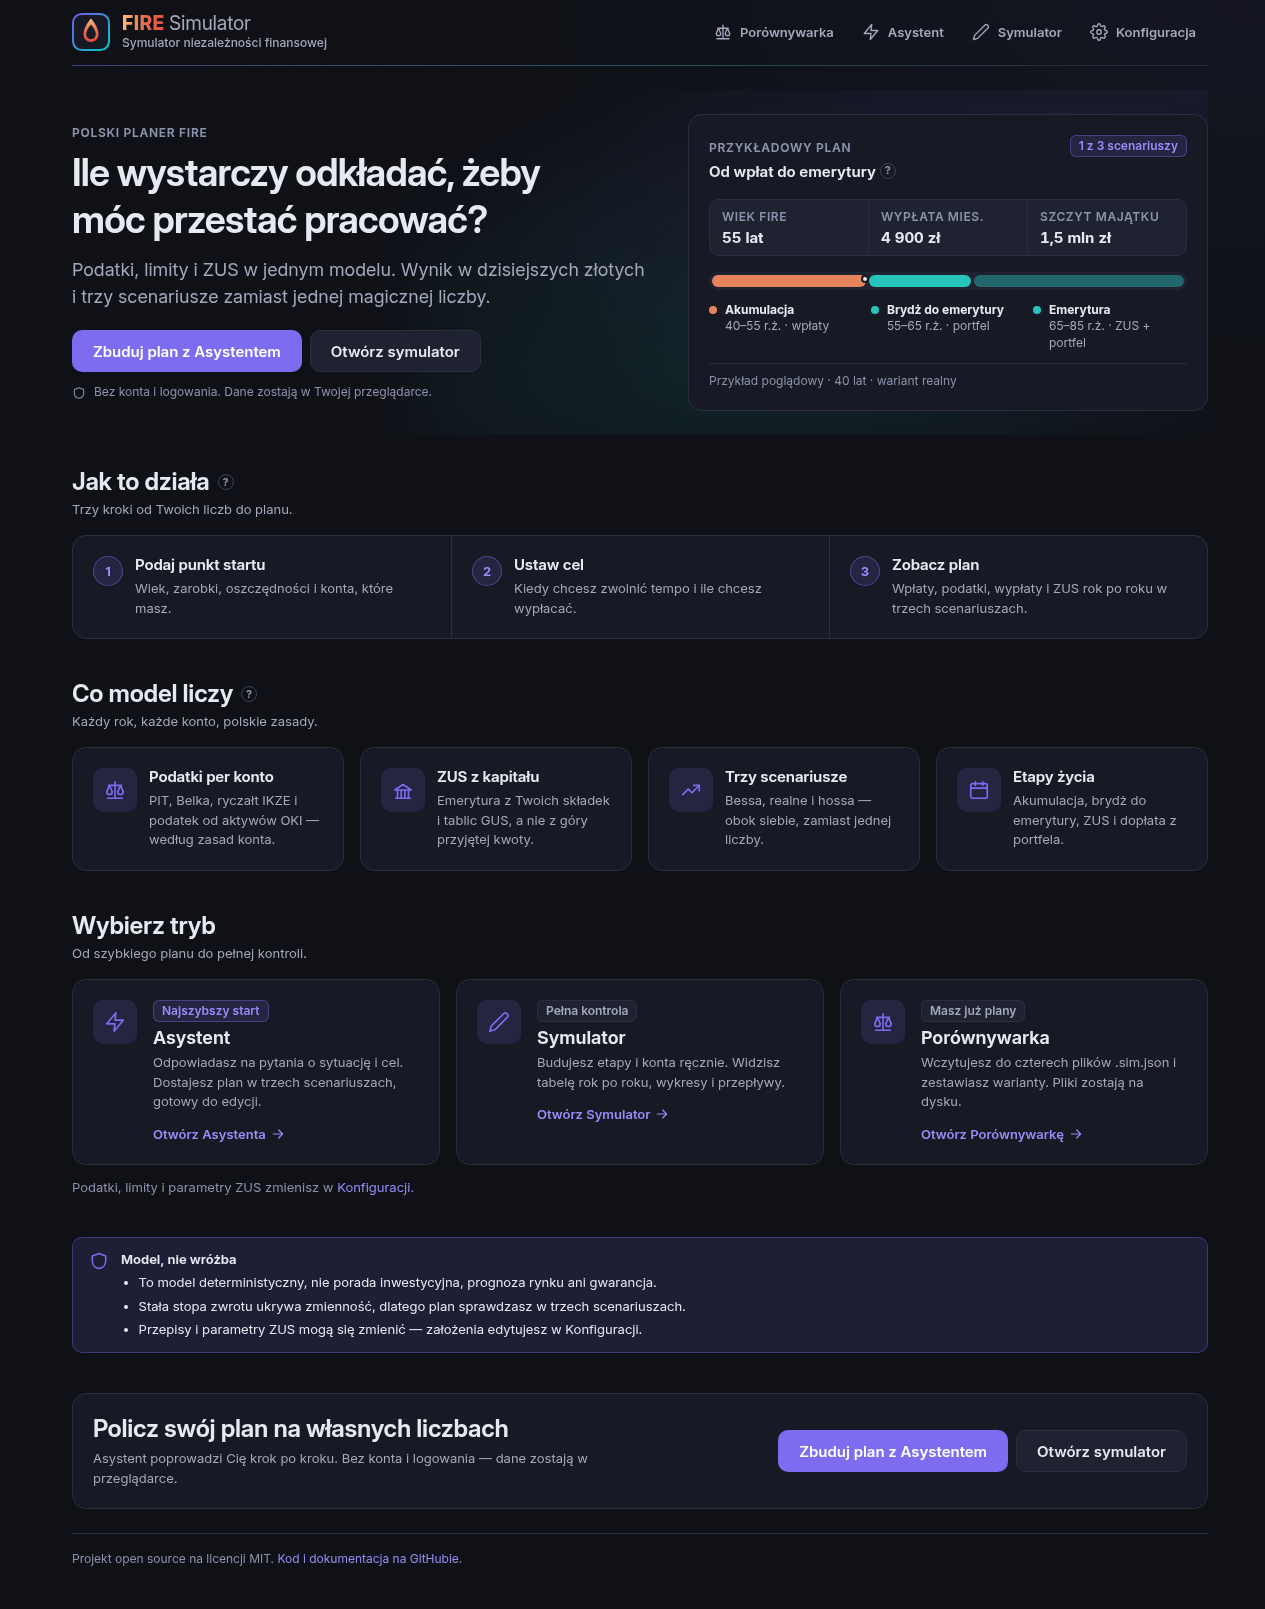 FIRE Simulator
Symulator niezależności finansowej
Porównywarka
Asystent
Symulator
Konfiguracja
POLSKI PLANER FIRE
Ile wystarczy odkładać, żeby
móc przestać pracować?
Podatki, limity i ZUS w jednym modelu. Wynik w dzisiejszych złotych
i trzy scenariusze zamiast jednej magicznej liczby.
Zbuduj plan z Asystentem
Otwórz symulator
Bez konta i logowania. Dane zostają w Twojej przeglądarce.
PRZYKŁADOWY PLAN
1 z 3 scenariuszy
Od wpłat do emerytury ?
WIEK FIRE
55 lat
WYPŁATA MIES.
4 900 zł
SZCZYT MAJĄTKU
1,5 mln zł
Akumulacja
40–55 r.ż. · wpłaty
Brydż do emerytury
55–65 r.ż. · portfel
Emerytura
65–85 r.ż. · ZUS +
portfel
Przykład poglądowy · 40 lat · wariant realny
Jak to działa ?
Trzy kroki od Twoich liczb do planu.
1
Podaj punkt startu
Wiek, zarobki, oszczędności i konta, które
masz.
2
Ustaw cel
Kiedy chcesz zwolnić tempo i ile chcesz
wypłacać.
3
Zobacz plan
Wpłaty, podatki, wypłaty i ZUS rok po roku w
trzech scenariuszach.
Co model liczy ?
Każdy rok, każde konto, polskie zasady.
Podatki per konto
PIT, Belka, ryczałt IKZE i
podatek od aktywów OKI —
według zasad konta.
ZUS z kapitału
Emerytura z Twoich składek
i tablic GUS, a nie z góry
przyjętej kwoty.
Trzy scenariusze
Bessa, realne i hossa —
obok siebie, zamiast jednej
liczby.
Etapy życia
Akumulacja, brydż do
emerytury, ZUS i dopłata z
portfela.
Wybierz tryb
Od szybkiego planu do pełnej kontroli.
Najszybszy start
Asystent
Odpowiadasz na pytania o sytuację i cel.
Dostajesz plan w trzech scenariuszach,
gotowy do edycji.
Otwórz Asystenta →
Pełna kontrola
Symulator
Budujesz etapy i konta ręcznie. Widzisz
tabelę rok po roku, wykresy i przepływy.
Otwórz Symulator →
Masz już plany
Porównywarka
Wczytujesz do czterech plików .sim.json i
zestawiasz warianty. Pliki zostają na
dysku.
Otwórz Porównywarkę →
Podatki, limity i parametry ZUS zmienisz w Konfiguracji.
Model, nie wróżba
• To model deterministyczny, nie porada inwestycyjna, prognoza rynku ani gwarancja.
• Stała stopa zwrotu ukrywa zmienność, dlatego plan sprawdzasz w trzech scenariuszach.
• Przepisy i parametry ZUS mogą się zmienić — założenia edytujesz w Konfiguracji.
Policz swój plan na własnych liczbach
Asystent poprowadzi Cię krok po kroku. Bez konta i logowania — dane zostają w
przeglądarce.
Zbuduj plan z Asystentem
Otwórz symulator
Projekt open source na licencji MIT. Kod i dokumentacja na GitHubie.